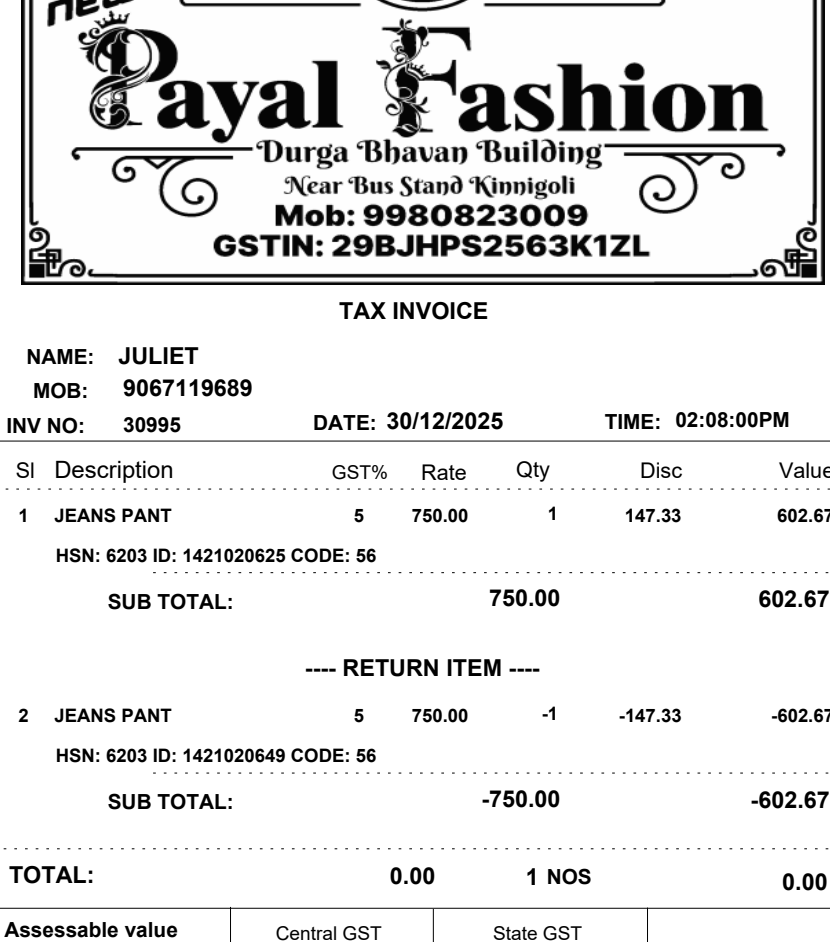 new
Payal Fashion
Durga Bhavan Building
Near Bus Stand Kinnigoli
Mob: 9980823009
GSTIN: 29BJHPS2563K1ZL
TAX INVOICE
NAME: JULIET
MOB: 9067119689
INV NO: 30995 DATE: 30/12/2025 TIME: 02:08:00PM
Sl Description GST% Rate Qty Disc Value
1 JEANS PANT 5 750.00 1 147.33 602.67
HSN: 6203 ID: 1421020625 CODE: 56
SUB TOTAL: 750.00 602.67
---- RETURN ITEM ----
2 JEANS PANT 5 750.00 -1 -147.33 -602.67
HSN: 6203 ID: 1421020649 CODE: 56
SUB TOTAL: -750.00 -602.67
TOTAL: 0.00 1 NOS 0.00
Assessable value Central GST State GST